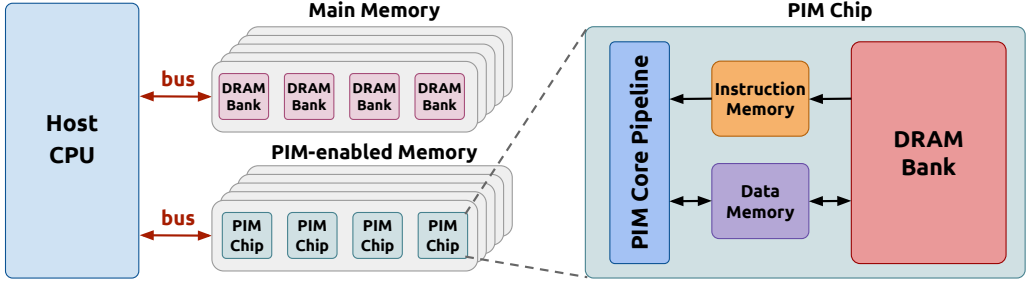 Host
CPU
bus
bus
Main Memory
DRAM
Bank
DRAM
Bank
DRAM
Bank
DRAM
Bank
PIM-enabled Memory
PIM
Chip
PIM
Chip
PIM
Chip
PIM
Chip
PIM Chip
PIM Core Pipeline
Instruction
Memory
Data
Memory
DRAM
Bank